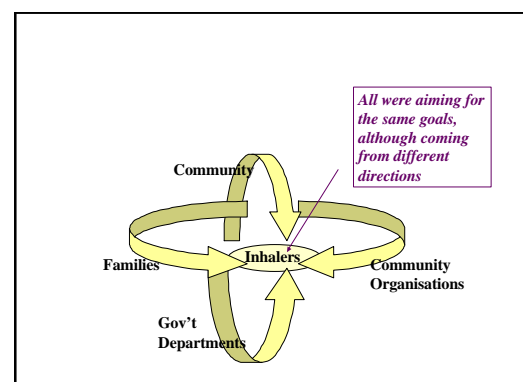 All were aiming for
the same goals,
although coming
from different
directions
Community
Families
Inhalers
Community
Organisations
Gov't
Departments